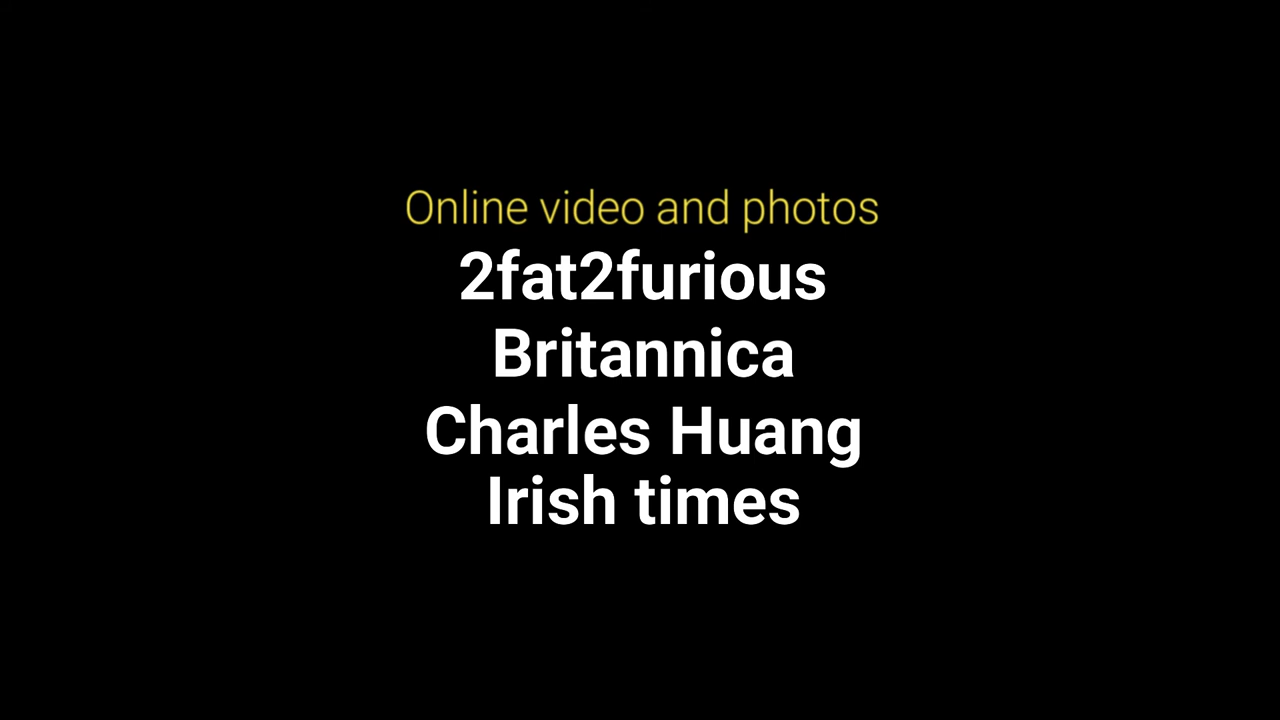 Online video and photos
2fat2furious
Britannica
Charles Huang
Irish times